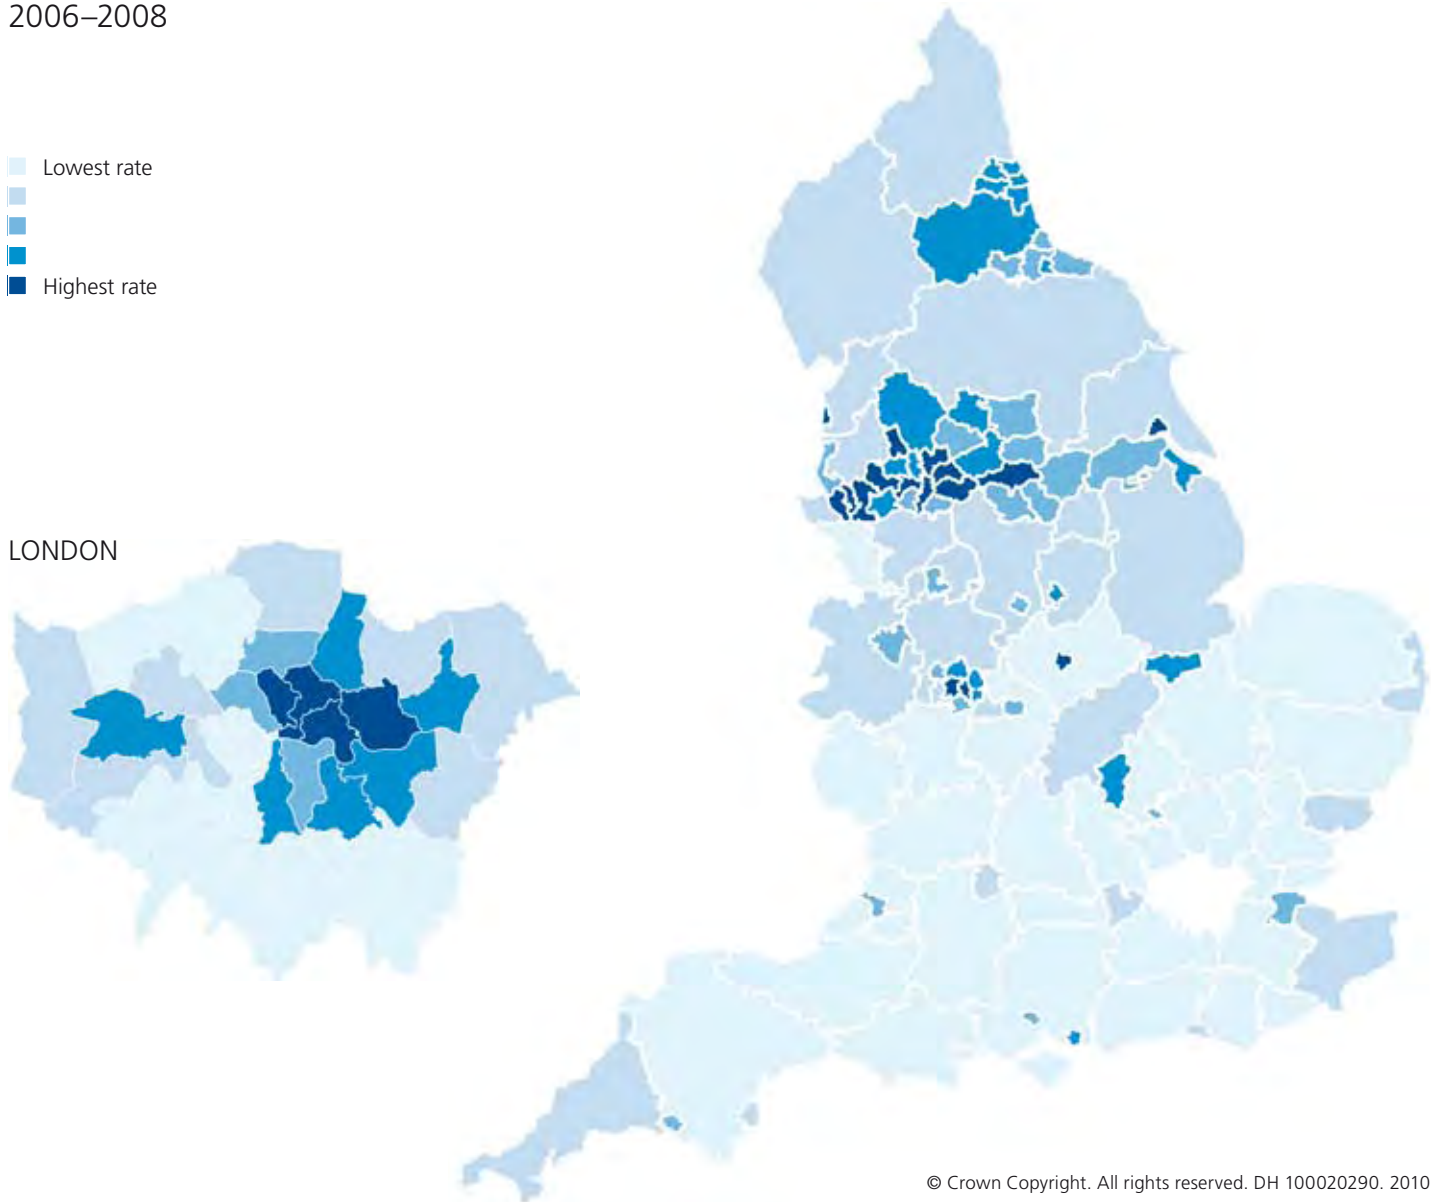 2006–2008
Lowest rate
Highest rate
LONDON
© Crown Copyright. All rights reserved. DH 100020290. 2010